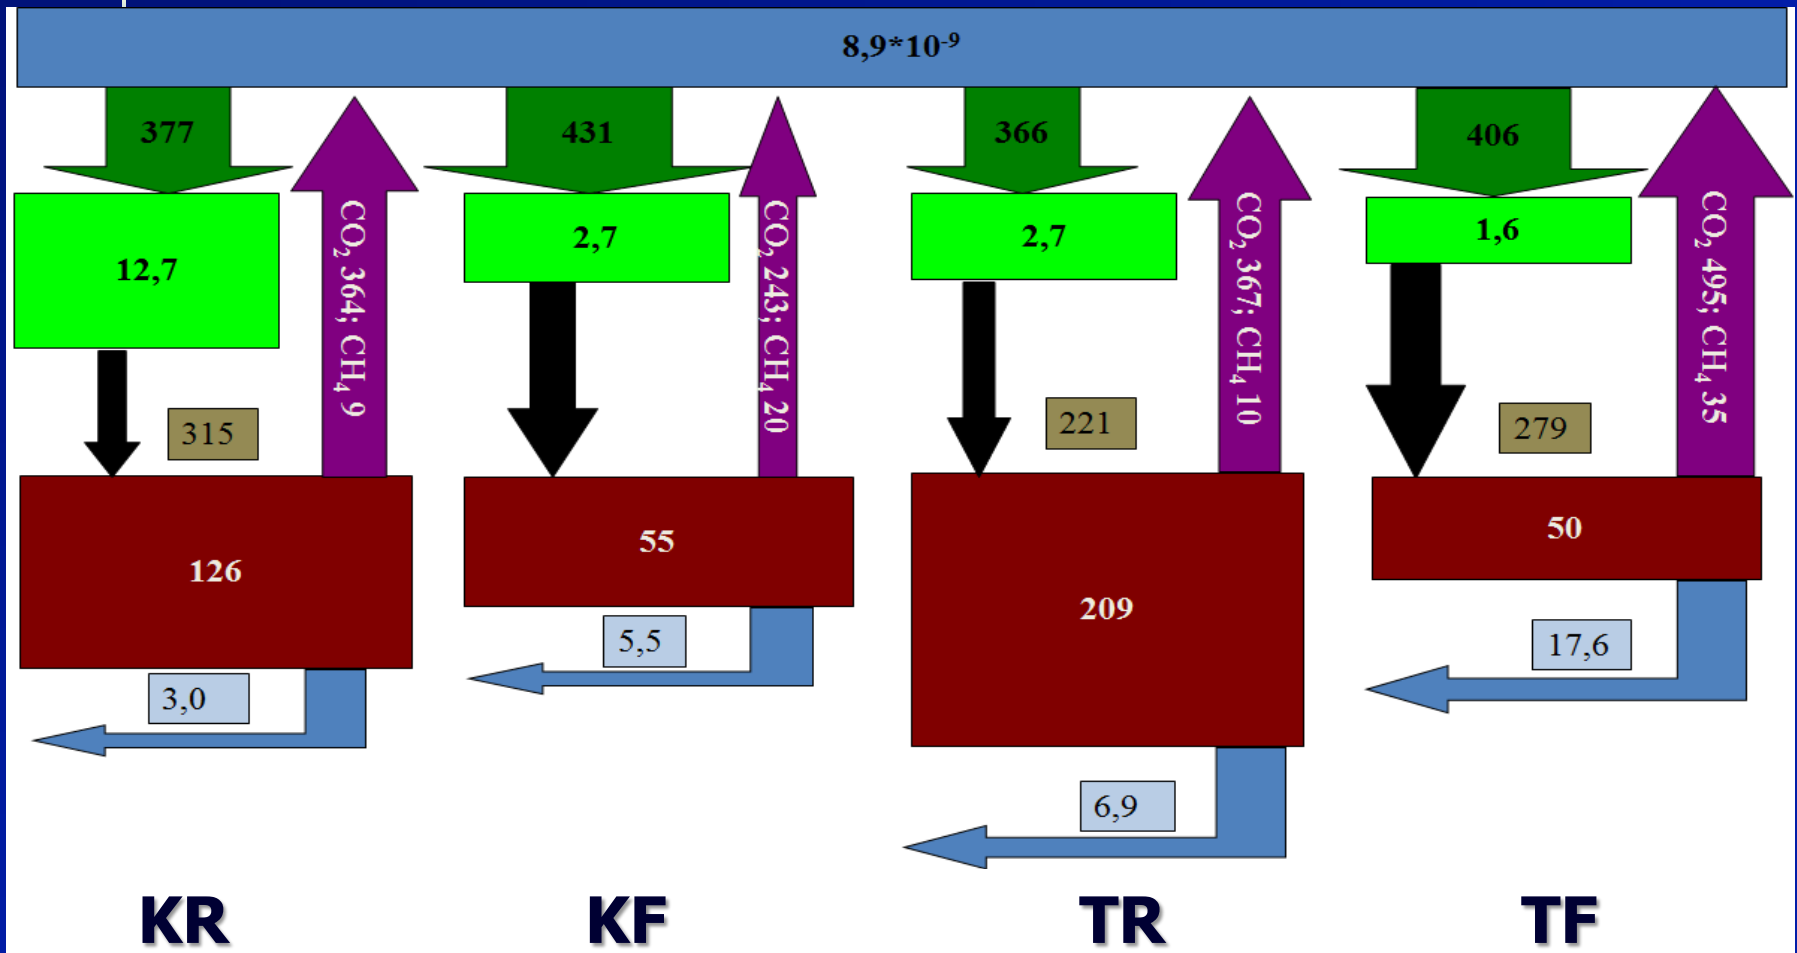 8,9*10⁻⁹
377
431
366
406
12,7
2,7
2,7
1,6
CO₂ 364; CH₄ 9
CO₂ 243; CH₄ 20
CO₂ 367; CH₄ 10
CO₂ 495; CH₄ 35
315
221
279
126
55
209
50
3,0
5,5
6,9
17,6
KR
KF
TR
TF